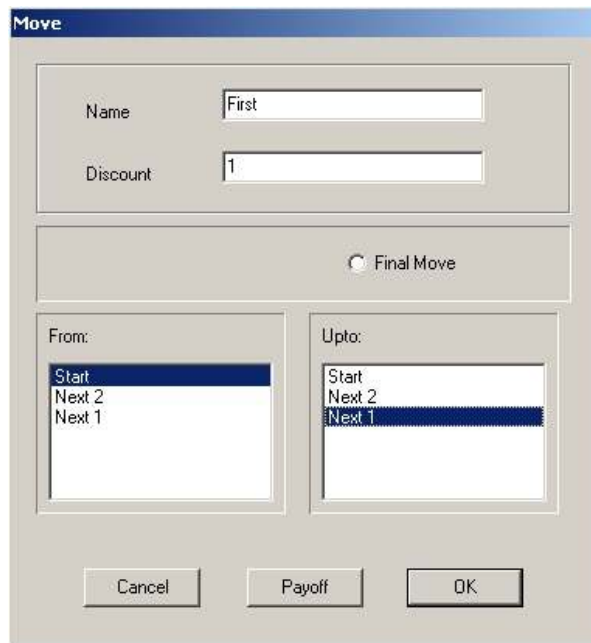 Move
Name
First
Discount
1
Final Move
From:
Start
Next 2
Next 1
Upto:
Start
Next 2
Next 1
Cancel
Payoff
OK